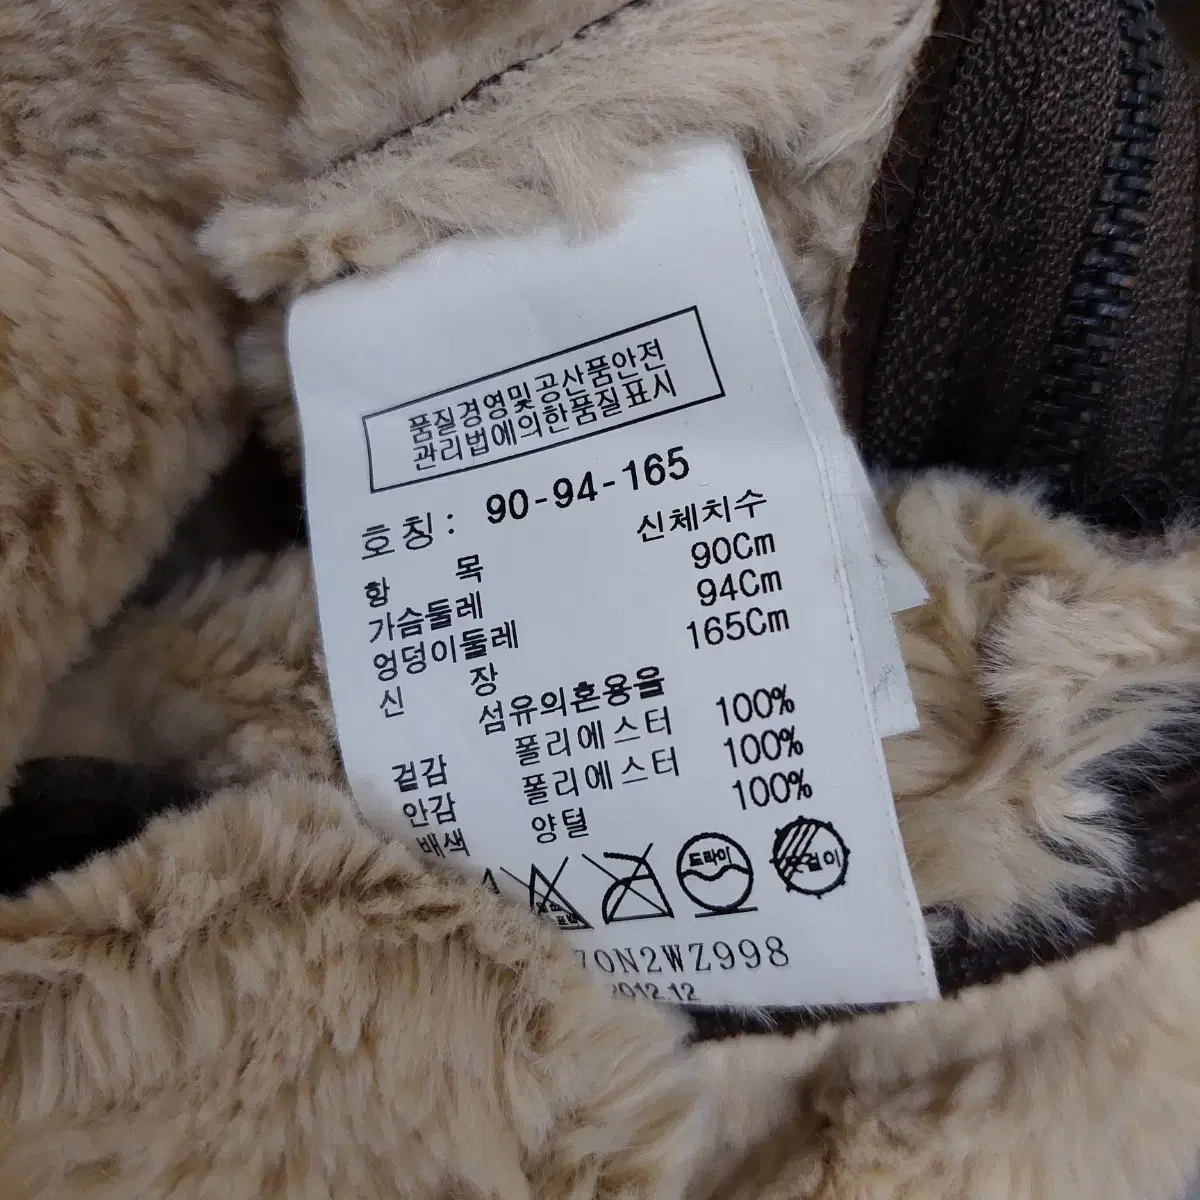 품질경영및공산품안전
관리법에의한품질표시
호칭: 90-94-165
항 목 신체치수
가슴둘레 90Cm
엉덩이둘레 94Cm
신 장 165Cm
섬유의혼용율
겉감 폴리에스터 100%
안감 폴리에스터 100%
배색 양털 100%
드라이
옷걸이
70N2WZ998
2012.12